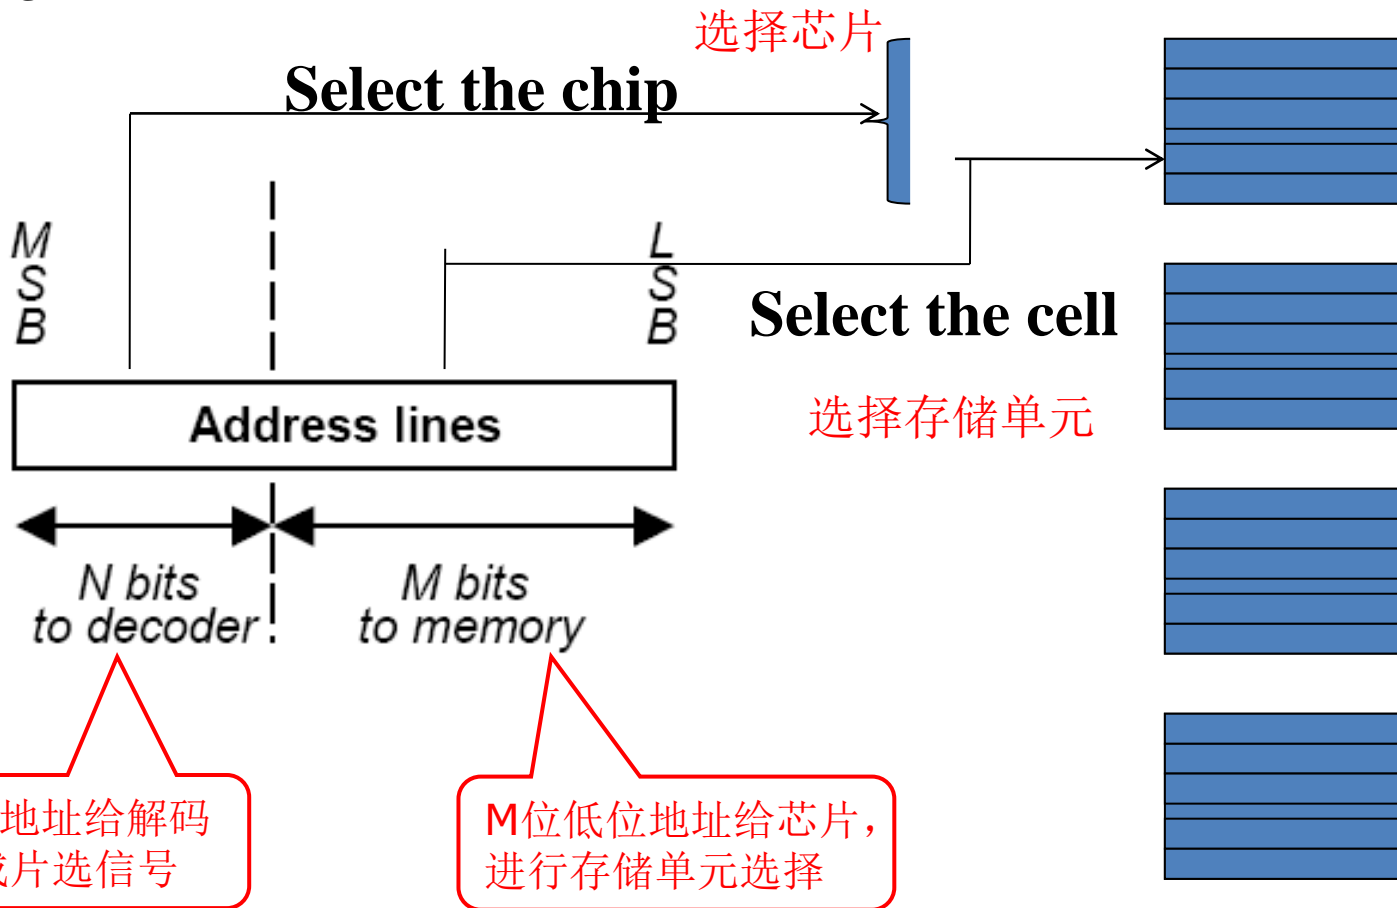 选择芯片
Select the chip
MSB
LSB
Select the cell
Address lines
选择存储单元
N bits
to decoder
M bits
to memory
地址给解码
片选信号
M位低位地址给芯片，
进行存储单元选择